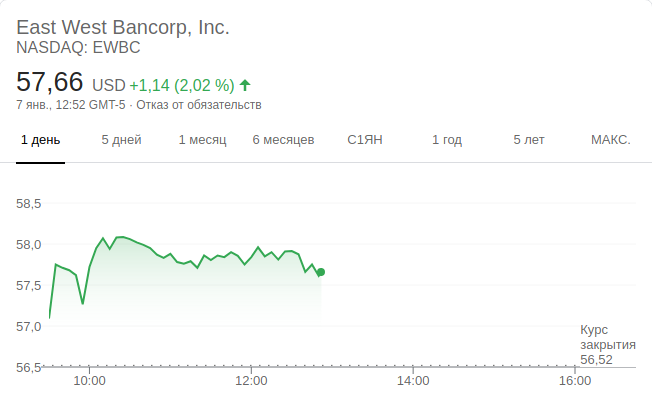 East West Bancorp, Inc.
NASDAQ: EWBC
57,66 USD +1,14 (2,02 %)
7 янв., 12:52 GMT-5 · Отказ от обязательств
1 день 5 дней 1 месяц 6 месяцев С1ЯН 1 год 5 лет МАКС.
58,5
58,0
57,5
57,0
Курс
закрытия
56,52
56,5
10:00 12:00 14:00 16:00